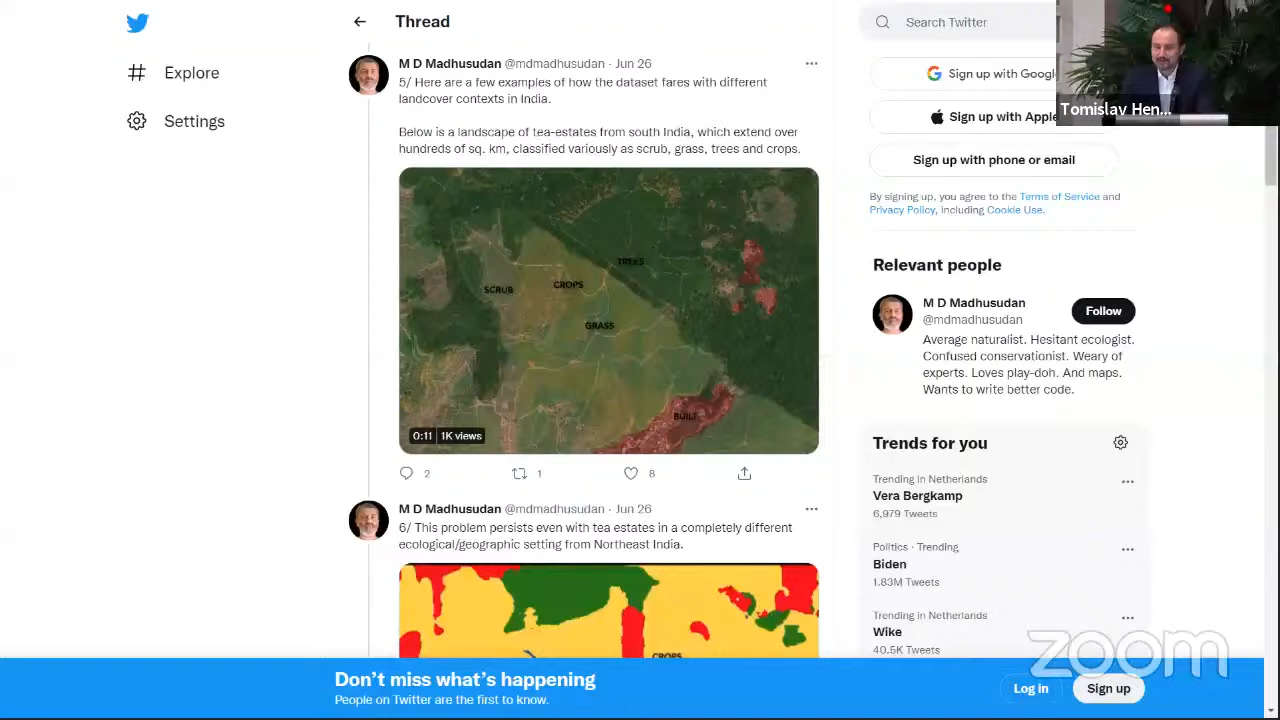 Thread
Search Twitter
Explore
Settings
M D Madhusudan @mdmadhusudan · Jun 26
5/ Here are a few examples of how the dataset fares with different
landcover contexts in India.
Below is a landscape of tea-estates from south India, which extend over
hundreds of sq. km, classified variously as scrub, grass, trees and crops.
TREES
SCRUB
CROPS
GRASS
BUILT
0:11 1K views
2
1
8
M D Madhusudan @mdmadhusudan · Jun 26
6/ This problem persists even with tea estates in a completely different
ecological/geographic setting from Northeast India.
CROPS
Sign up with Google
Sign up with Apple
Tomislav Hen...
Sign up with phone or email
By signing up, you agree to the Terms of Service and
Privacy Policy, including Cookie Use.
Relevant people
M D Madhusudan
@mdmadhusudan
Follow
Average naturalist. Hesitant ecologist.
Confused conservationist. Weary of
experts. Loves play-doh. And maps.
Wants to write better code.
Trends for you
Trending in Netherlands
Vera Bergkamp
6,979 Tweets
Politics · Trending
Biden
1.83M Tweets
Trending in Netherlands
Wike
40.5K Tweets
zoom
Don't miss what's happening
People on Twitter are the first to know.
Log in
Sign up